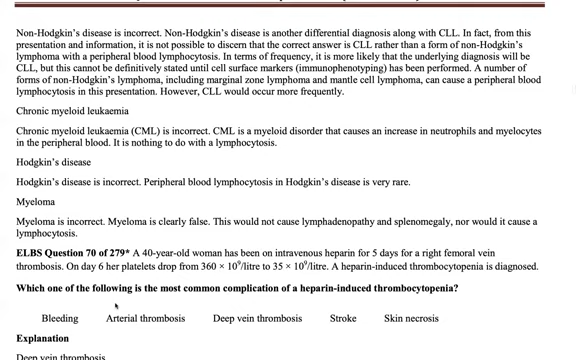 Non-Hodgkin's disease is incorrect. Non-Hodgkin's disease is another differential diagnosis along with CLL. In fact, from this
presentation and information, it is not possible to discern that the correct answer is CLL rather than a form of non-Hodgkin's
lymphoma with a peripheral blood lymphocytosis. In terms of frequency, it is more likely that the underlying diagnosis will be
CLL, but this cannot be definitively stated until cell surface markers (immunophenotyping) has been performed. A number of
forms of non-Hodgkin's lymphoma, including marginal zone lymphoma and mantle cell lymphoma, can cause a peripheral blood
lymphocytosis in this presentation. However, CLL would occur more frequently.
Chronic myeloid leukaemia
Chronic myeloid leukaemia (CML) is incorrect. CML is a myeloid disorder that causes an increase in neutrophils and myelocytes
in the peripheral blood. It is nothing to do with a lymphocytosis.
Hodgkin's disease
Hodgkin's disease is incorrect. Peripheral blood lymphocytosis in Hodgkin's disease is very rare.
Myeloma
Myeloma is incorrect. Myeloma is clearly false. This would not cause lymphadenopathy and splenomegaly, nor would it cause a
lymphocytosis.
ELBS Question 70 of 279* A 40-year-old woman has been on intravenous heparin for 5 days for a right femoral vein
thrombosis. On day 6 her platelets drop from 360 × 10⁹/litre to 35 × 10⁹/litre. A heparin-induced thrombocytopenia is diagnosed.
Which one of the following is the most common complication of a heparin-induced thrombocytopenia?
Bleeding Arterial thrombosis Deep vein thrombosis Stroke Skin necrosis
Explanation
Deep vein thrombosis